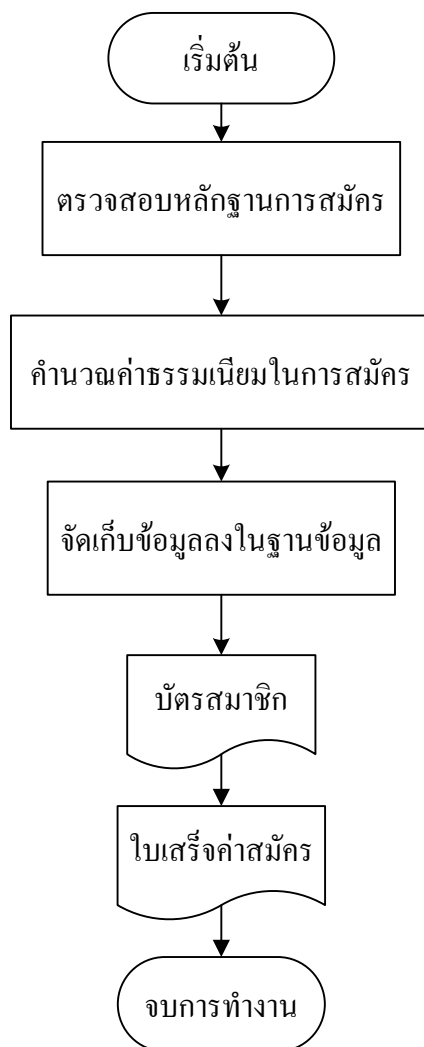 เริ่มต้น
ตรวจสอบหลักฐานการสมัคร
คำนวณค่าธรรมเนียมในการสมัคร
จัดเก็บข้อมูลลงในฐานข้อมูล
บัตรสมาชิก
ใบเสร็จค่าสมัคร
จบการทำงาน